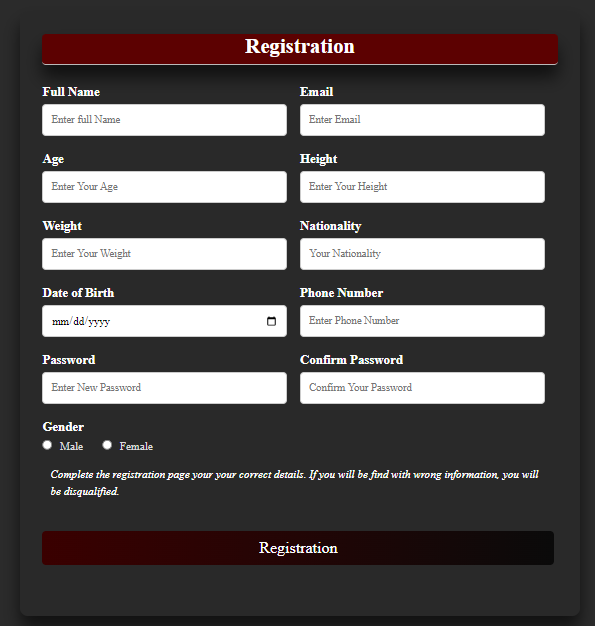 Registration
Full Name Email
Enter full Name Enter Email
Age Height
Enter Your Age Enter Your Height
Weight Nationality
Enter Your Weight Your Nationality
Date of Birth Phone Number
mm/dd/yyyy Enter Phone Number
Password Confirm Password
Enter New Password Confirm Your Password
Gender
Male Female
Complete the registration page your your correct details. If you will be find with wrong information, you will
be disqualified.
Registration